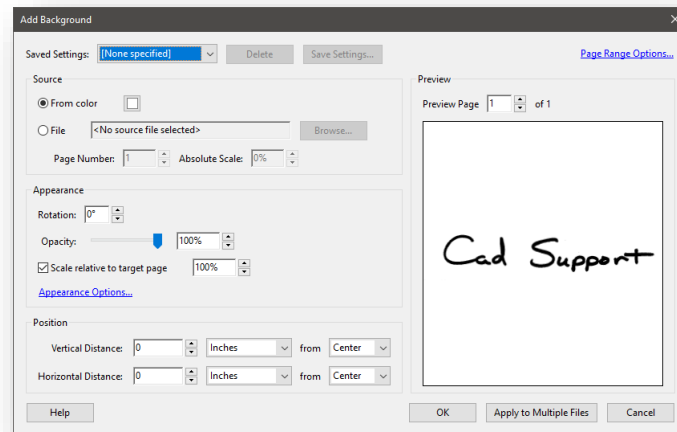 Add Background
Saved Settings: [None specified] Delete Save Settings... Page Range Options...
Source
From color
File <No source file selected> Browse...
Page Number: 1 Absolute Scale: 0%
Appearance
Rotation: 0°
Opacity: 100%
Scale relative to target page 100%
Appearance Options...
Position
Vertical Distance: 0 Inches from Center
Horizontal Distance: 0 Inches from Center
Preview
Preview Page 1 of 1
Cad Support
Help OK Apply to Multiple Files Cancel